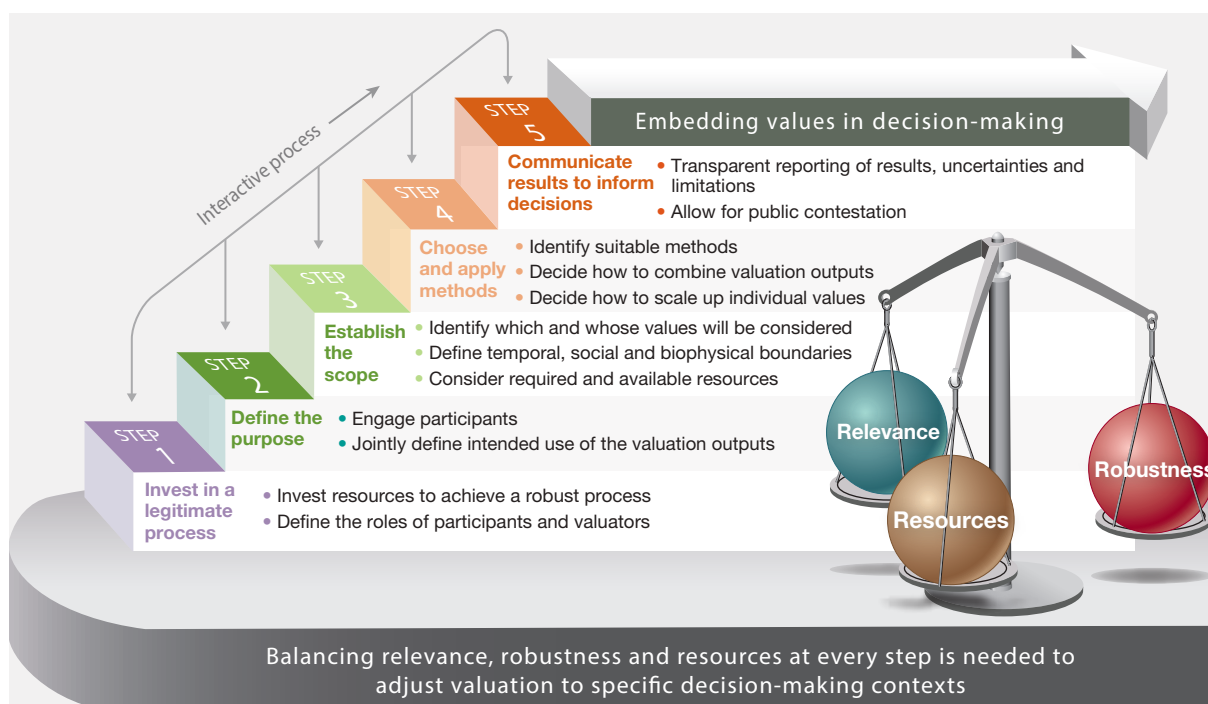 Interactive process
STEP
5
Embedding values in decision-making
Communicate
results to inform
decisions
• Transparent reporting of results, uncertainties and
limitations
• Allow for public contestation
STEP
4
Choose
and apply
methods
• Identify suitable methods
• Decide how to combine valuation outputs
• Decide how to scale up individual values
STEP
3
Establish
the
scope
• Identify which and whose values will be considered
• Define temporal, social and biophysical boundaries
• Consider required and available resources
STEP
2
Define the
purpose
• Engage participants
• Jointly define intended use of the valuation outputs
STEP
1
Invest in a
legitimate
process
• Invest resources to achieve a robust process
• Define the roles of participants and valuators
Relevance
Resources
Robustness
Balancing relevance, robustness and resources at every step is needed to
adjust valuation to specific decision-making contexts